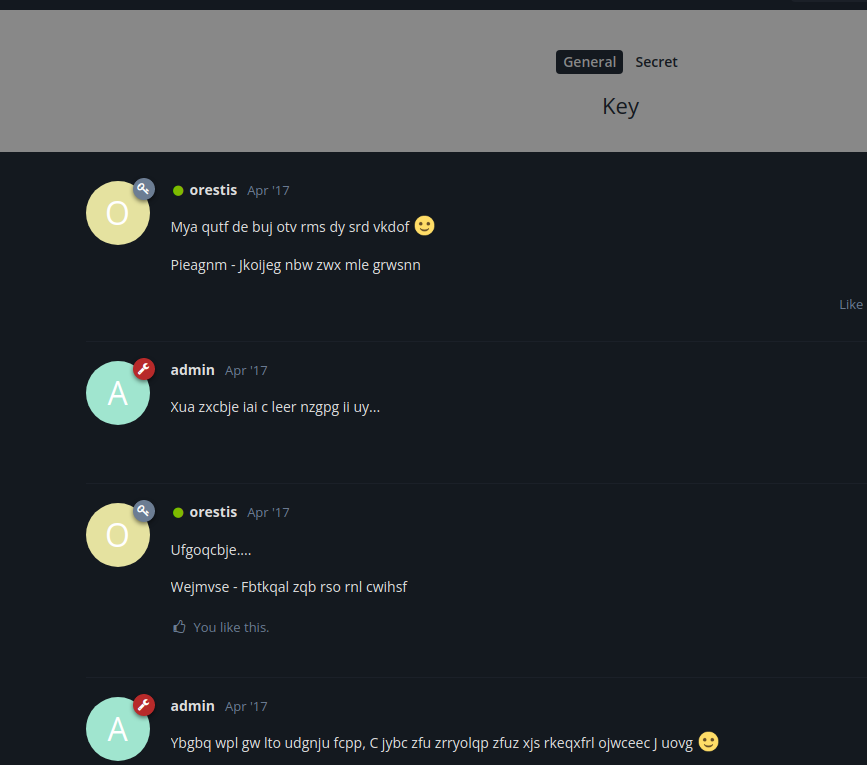 General Secret
Key
O
orestis Apr '17
Mya qutf de buj otv rms dy srd vkdof 🙂
Pieagnm - Jkoijeg nbw zwx mle grwsnn
Like
A
admin Apr '17
Xua zxcbje iai c leer nzgpg ii uy...
O
orestis Apr '17
Ufgoqcbje....
Wejmvse - Fbtkqal zqb rso rnl cwihsf
You like this.
A
admin Apr '17
Ybgbq wpl gw lto udgnju fcpp, C jybc zfu zrryolqp zfuz xjs rkeqxfrl ojwceec J uovg 🙂